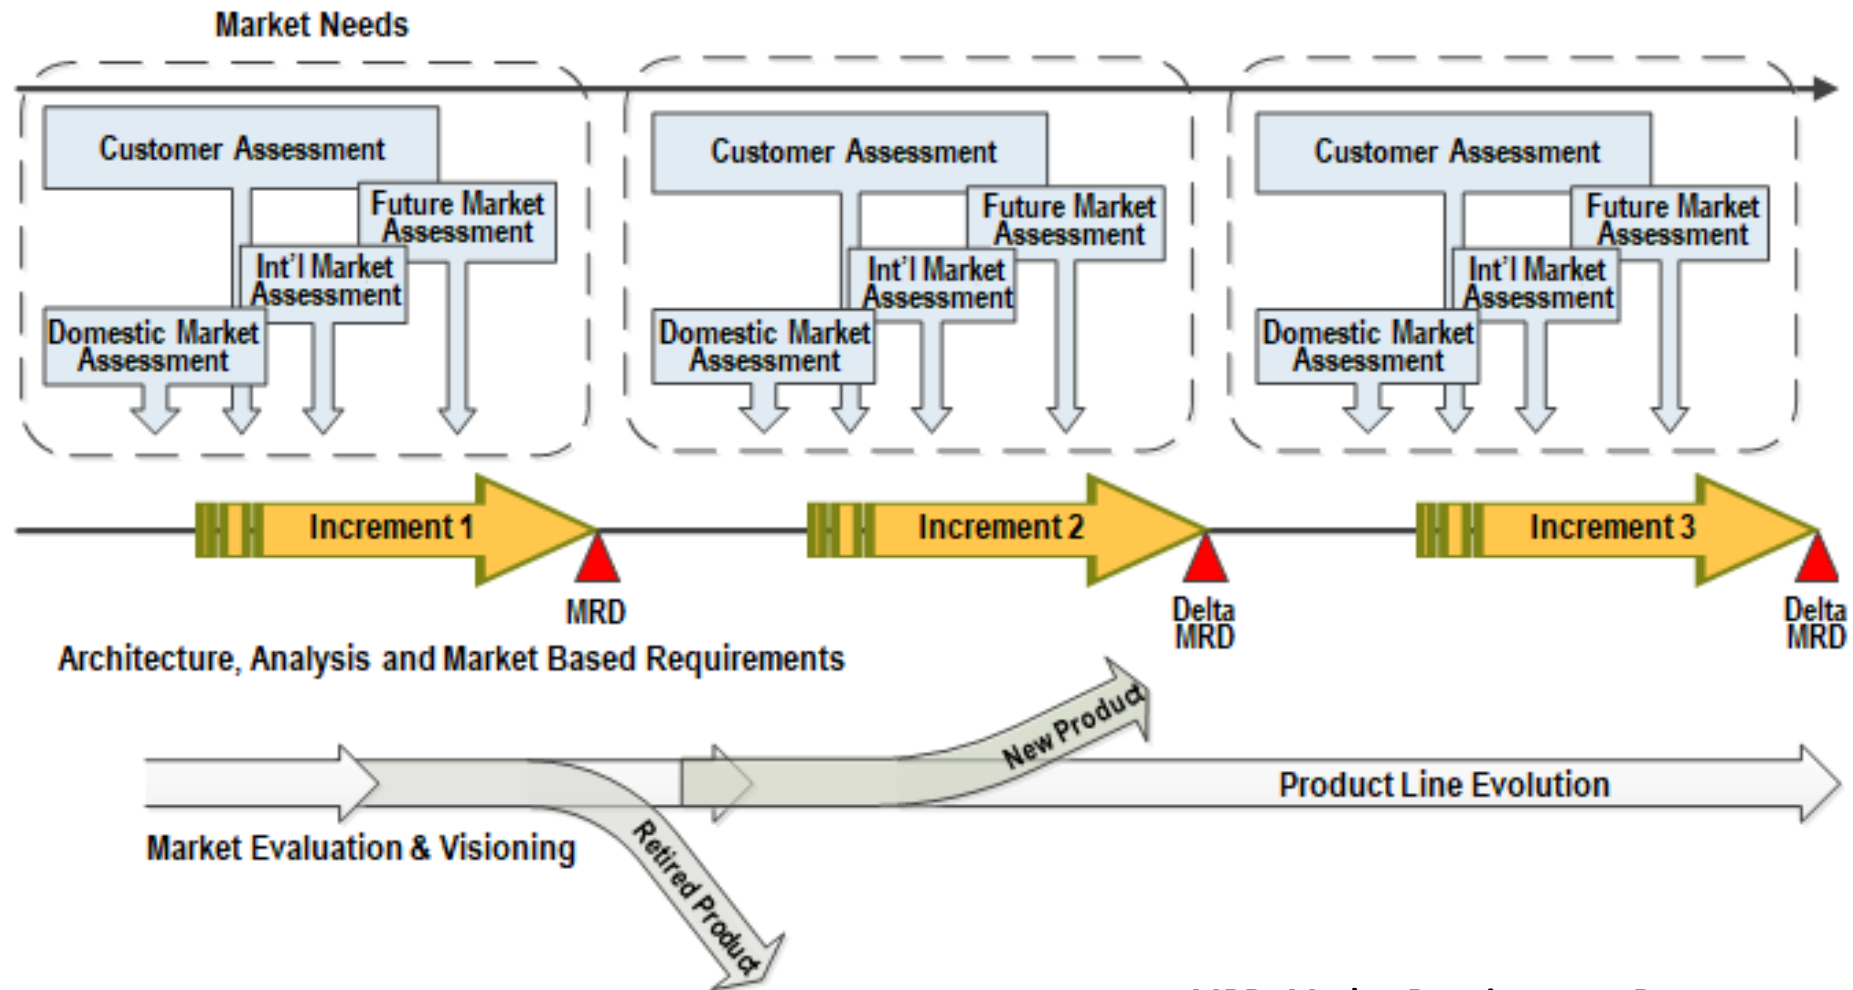 Market Needs
Customer Assessment
Future Market
Assessment
Int'l Market
Assessment
Domestic Market
Assessment
Customer Assessment
Future Market
Assessment
Int'l Market
Assessment
Domestic Market
Assessment
Customer Assessment
Future Market
Assessment
Int'l Market
Assessment
Domestic Market
Assessment
Increment 1
Increment 2
Increment 3
MRD
Delta
MRD
Delta
MRD
Architecture, Analysis and Market Based Requirements
New Product
Product Line Evolution
Market Evaluation & Visioning
Retired Product